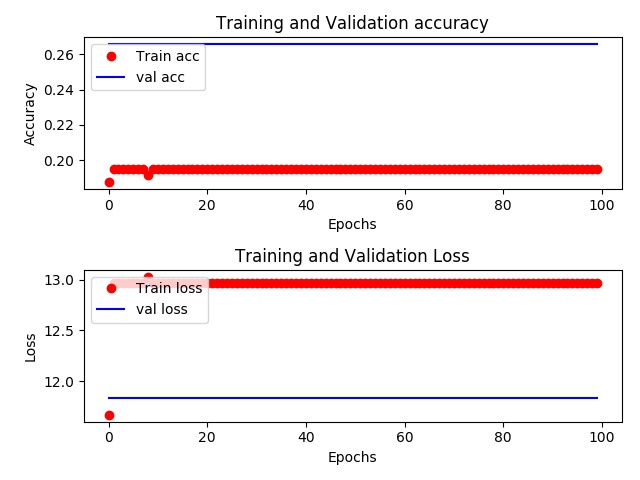 Training and Validation accuracy
0.26
0.24
0.22
0.20
Accuracy
Train acc
val acc
0 20 40 60 80 100
Epochs
Training and Validation Loss
13.0
12.5
12.0
Loss
Train loss
val loss
0 20 40 60 80 100
Epochs